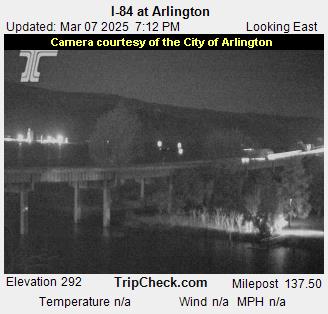 I-84 at Arlington
Updated: Mar 07 2025 7:12 PM Looking East
Camera courtesy of the City of Arlington
Elevation 292 TripCheck.com Milepost 137.50
Temperature n/a Wind n/a MPH n/a